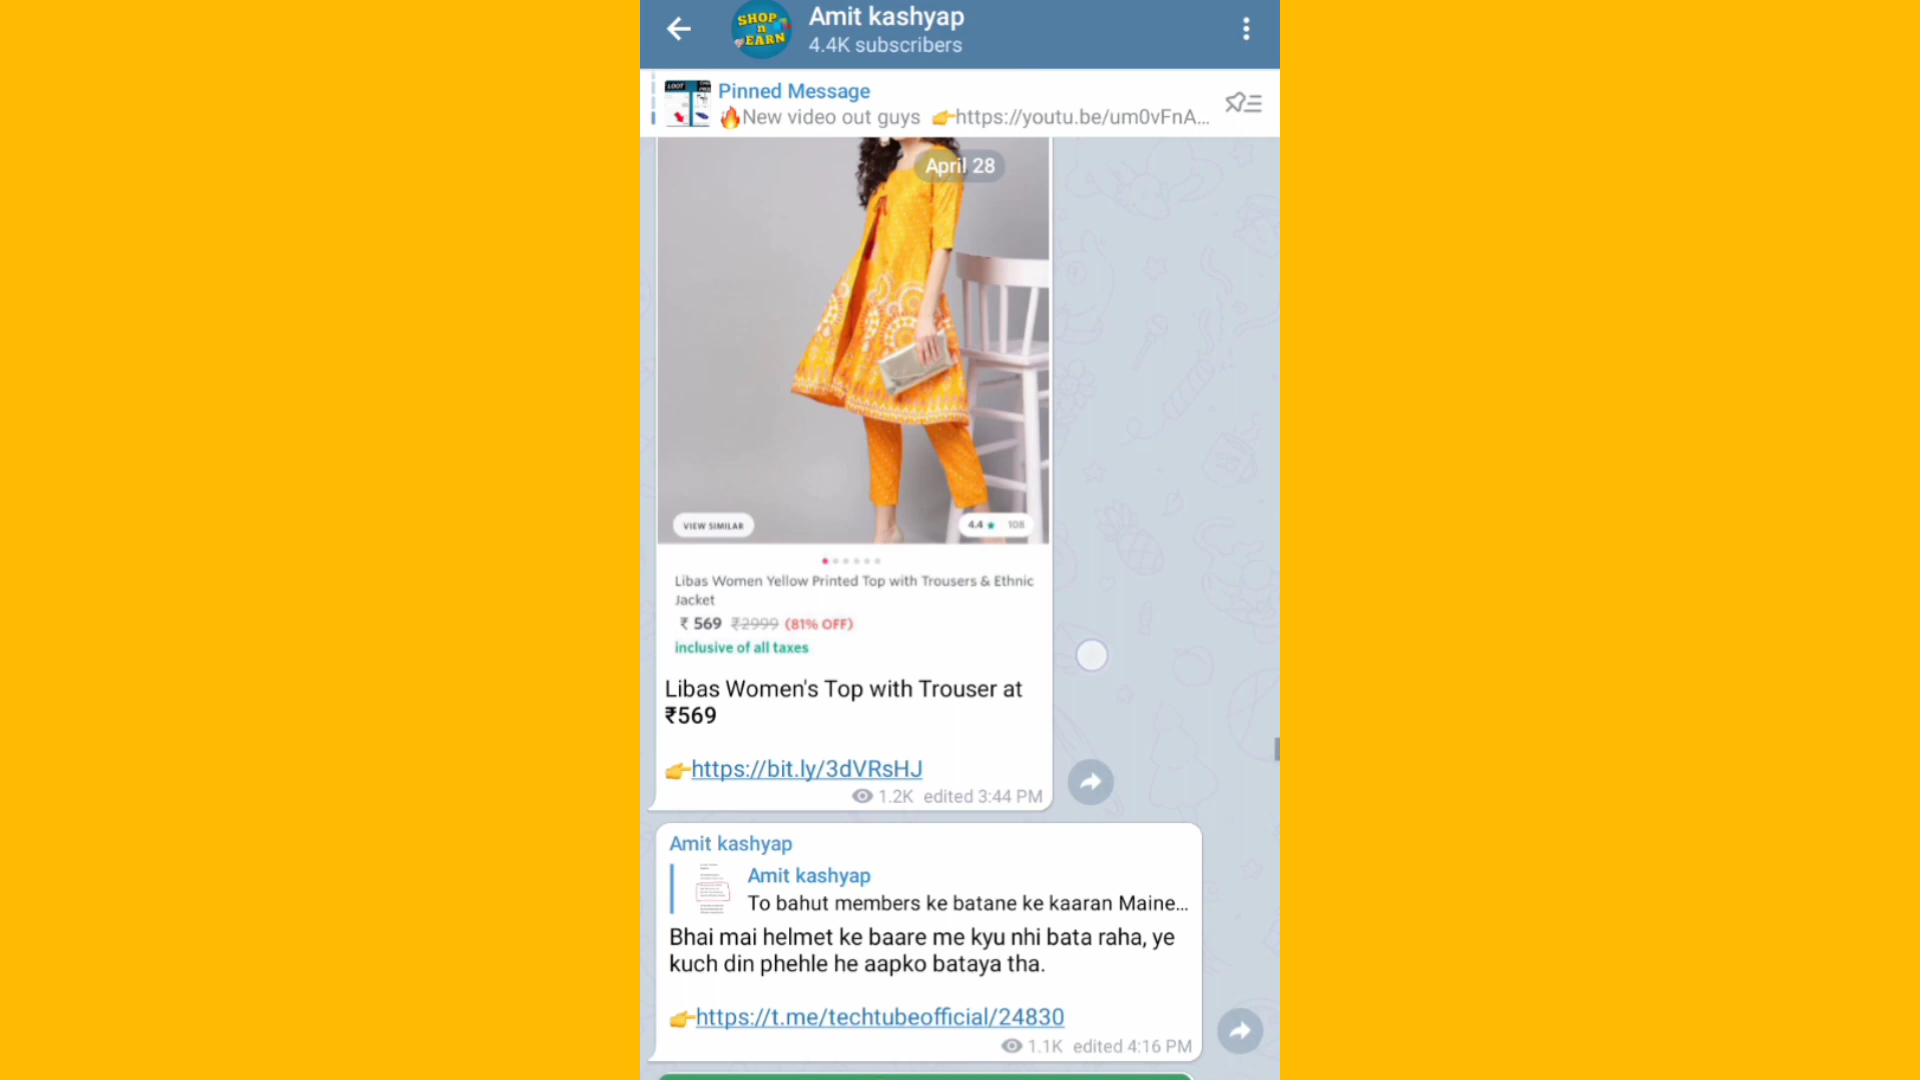 SHOP
n
EARN
Amit kashyap
4.4K subscribers
LOOT
Pinned Message
🔥New video out guys 👉https://youtu.be/um0vFnA...
April 28
VIEW SIMILAR
4.4 ★ 108
Libas Women Yellow Printed Top with Trousers & Ethnic
Jacket
₹ 569 ₹2999 (81% OFF)
inclusive of all taxes
Libas Women's Top with Trouser at
₹569
👉https://bit.ly/3dVRsHJ
1.2K edited 3:44 PM
Amit kashyap
Amit kashyap
To bahut members ke batane ke kaaran Maine...
Bhai mai helmet ke baare me kyu nhi bata raha, ye
kuch din phehle he aapko bataya tha.
👉https://t.me/techtubeofficial/24830
1.1K edited 4:16 PM